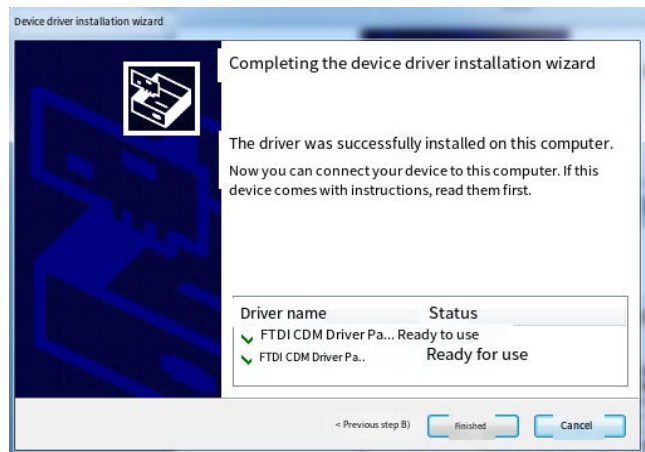 Device driver installation wizard
Completing the device driver installation wizard
The driver was successfully installed on this computer.
Now you can connect your device to this computer. If this
device comes with instructions, read them first.
Driver name Status
FTDI CDM Driver Pa... Ready to use
FTDI CDM Driver Pa.. Ready for use
< Previous step B) Finished Cancel